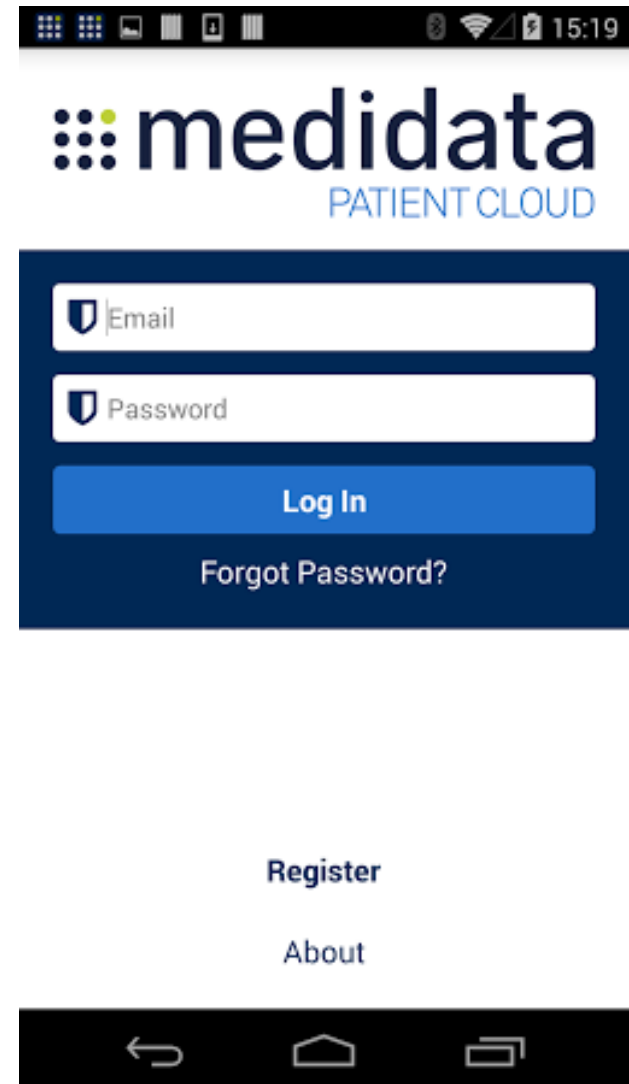 15:19
medidata
PATIENT CLOUD
Email
Password
Log In
Forgot Password?
Register
About